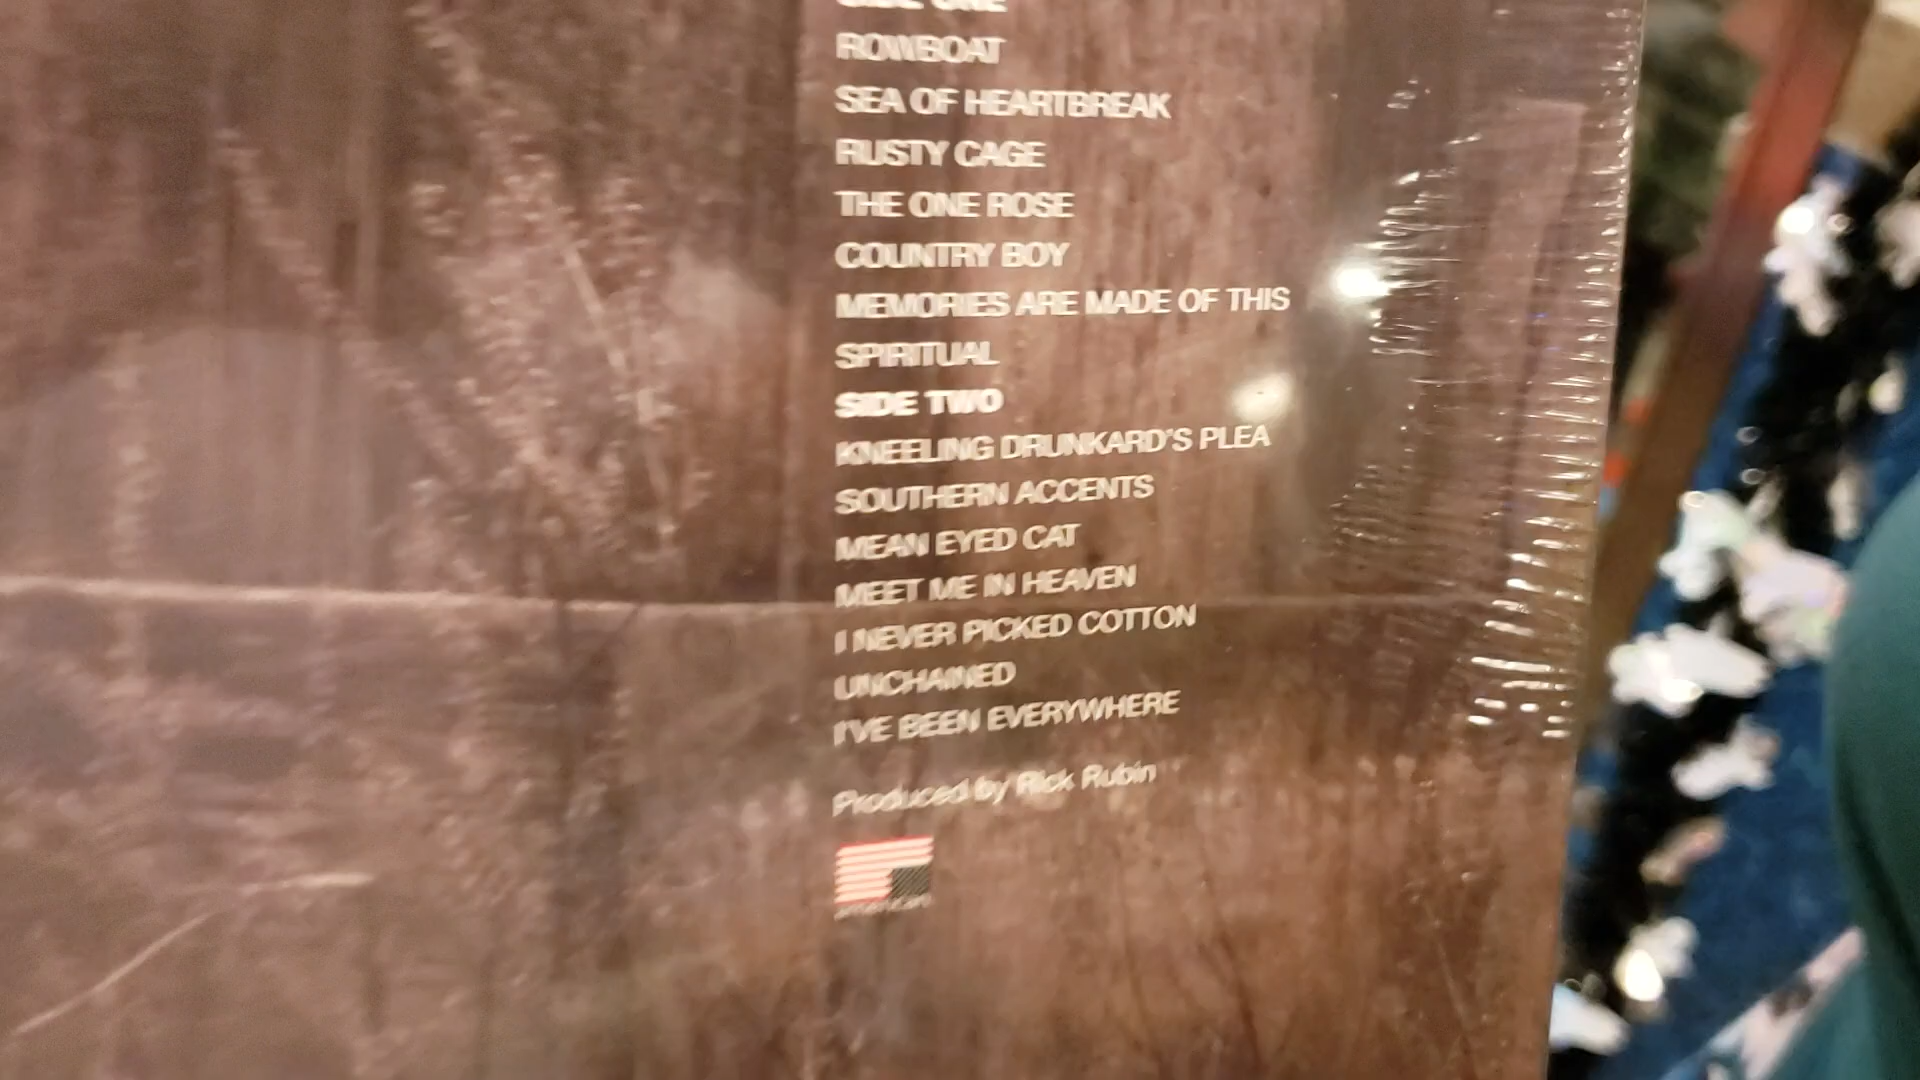 SIDE ONE
ROWBOAT
SEA OF HEARTBREAK
RUSTY CAGE
THE ONE ROSE
COUNTRY BOY
MEMORIES ARE MADE OF THIS
SPIRITUAL
SIDE TWO
KNEELING DRUNKARD'S PLEA
SOUTHERN ACCENTS
MEAN EYED CAT
MEET ME IN HEAVEN
I NEVER PICKED COTTON
UNCHAINED
I'VE BEEN EVERYWHERE
Produced by Rick Rubin